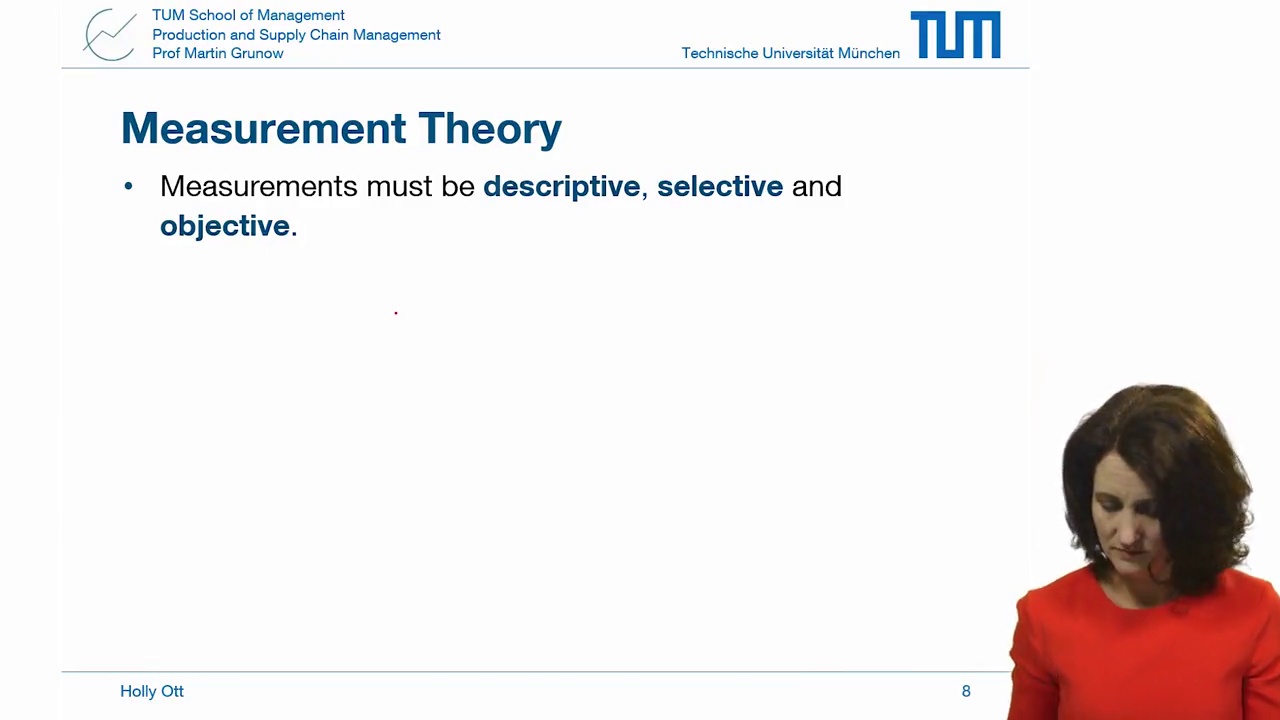 TUM School of Management
Production and Supply Chain Management
Prof Martin Grunow
Technische Universität München
TUM
Measurement Theory
• Measurements must be descriptive, selective and
objective.
Holly Ott
8